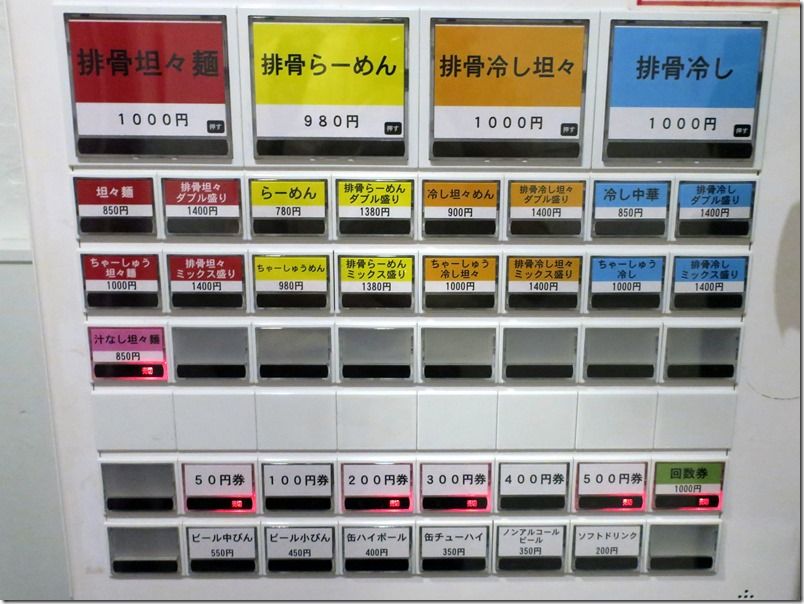 排骨坦々麺
1000円
押す
排骨らーめん
980円
押す
排骨冷し坦々
1000円
押す
排骨冷し
1000円
押す
坦々麺
850円
排骨坦々
ダブル盛り
1400円
らーめん
780円
排骨らーめん
ダブル盛り
1380円
冷し坦々めん
900円
排骨冷し坦々
ダブル盛り
1400円
冷し中華
850円
排骨冷し
ダブル盛り
1400円
ちゃーしゅう
坦々麺
1000円
排骨坦々
ミックス盛り
1400円
ちゃーしゅうめん
980円
排骨らーめん
ミックス盛り
1380円
ちゃーしゅう
冷し坦々
1000円
排骨冷し坦々
ミックス盛り
1400円
ちゃーしゅう
冷し
1000円
排骨冷し
ミックス盛り
1400円
汁なし坦々麺
850円
売切
50円券
売切
100円券
200円券
売切
300円券
売切
400円券
500円券
売切
回数券
1000円
売切
ビール中びん
550円
ビール小びん
450円
缶ハイボール
400円
缶チューハイ
350円
ノンアルコール
ビール
350円
ソフトドリンク
200円